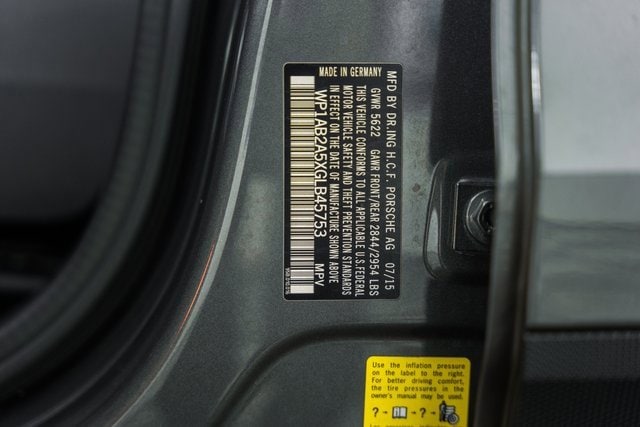 MFD BY DR.ING H.C.F. PORSCHE AG 07/15
GVWR 5622 GAWR FRONT/REAR 2844/2954 LBS
THIS VEHICLE CONFORMS TO ALL APPLICABLE U.S.FEDERAL
MOTOR VEHICLE SAFETY AND THEFT PREVENTION STANDARDS
IN EFFECT ON THE DATE OF MANUFACTURE SHOWN ABOVE
WP1AB2A5XGLB45753 MPV
MADE IN GERMANY
Use the inflation pressure
on the label to the right.
For better driving comfort,
the tire pressures in the
owner's manual may be used.
? - - ? -